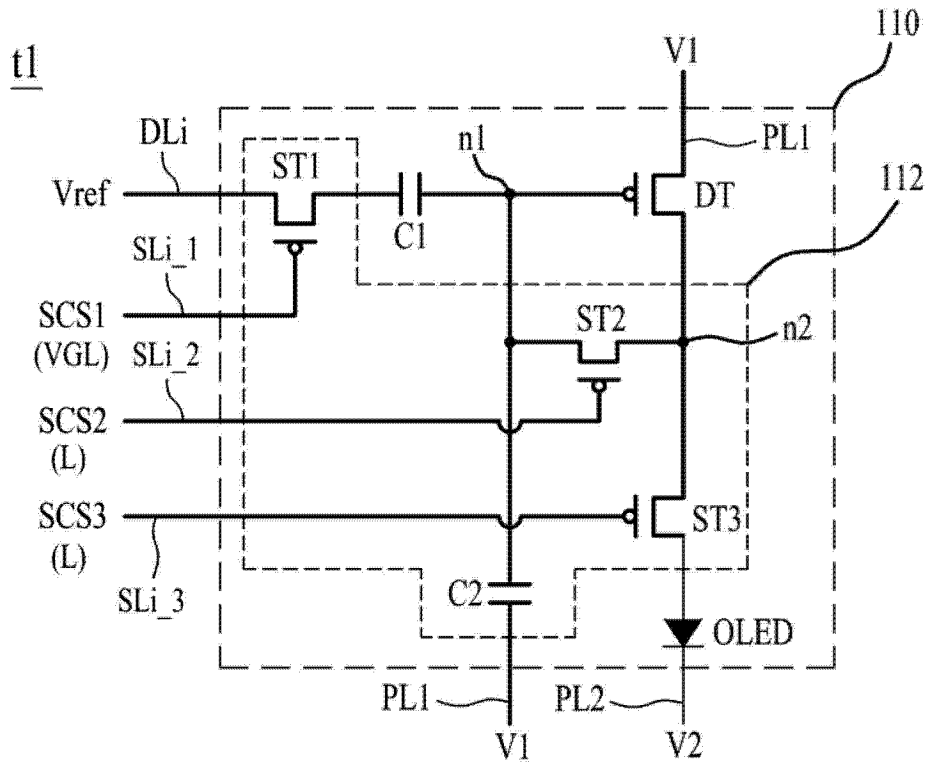 110
t1
V1
DLi
n1
PL1
ST1
Vref
DT
112
C1
SLi_1
SCS1
(VGL)
ST2
n2
SLi_2
SCS2
(L)
SCS3
(L)
ST3
SLi_3
C2
OLED
PL1
PL2
V1
V2